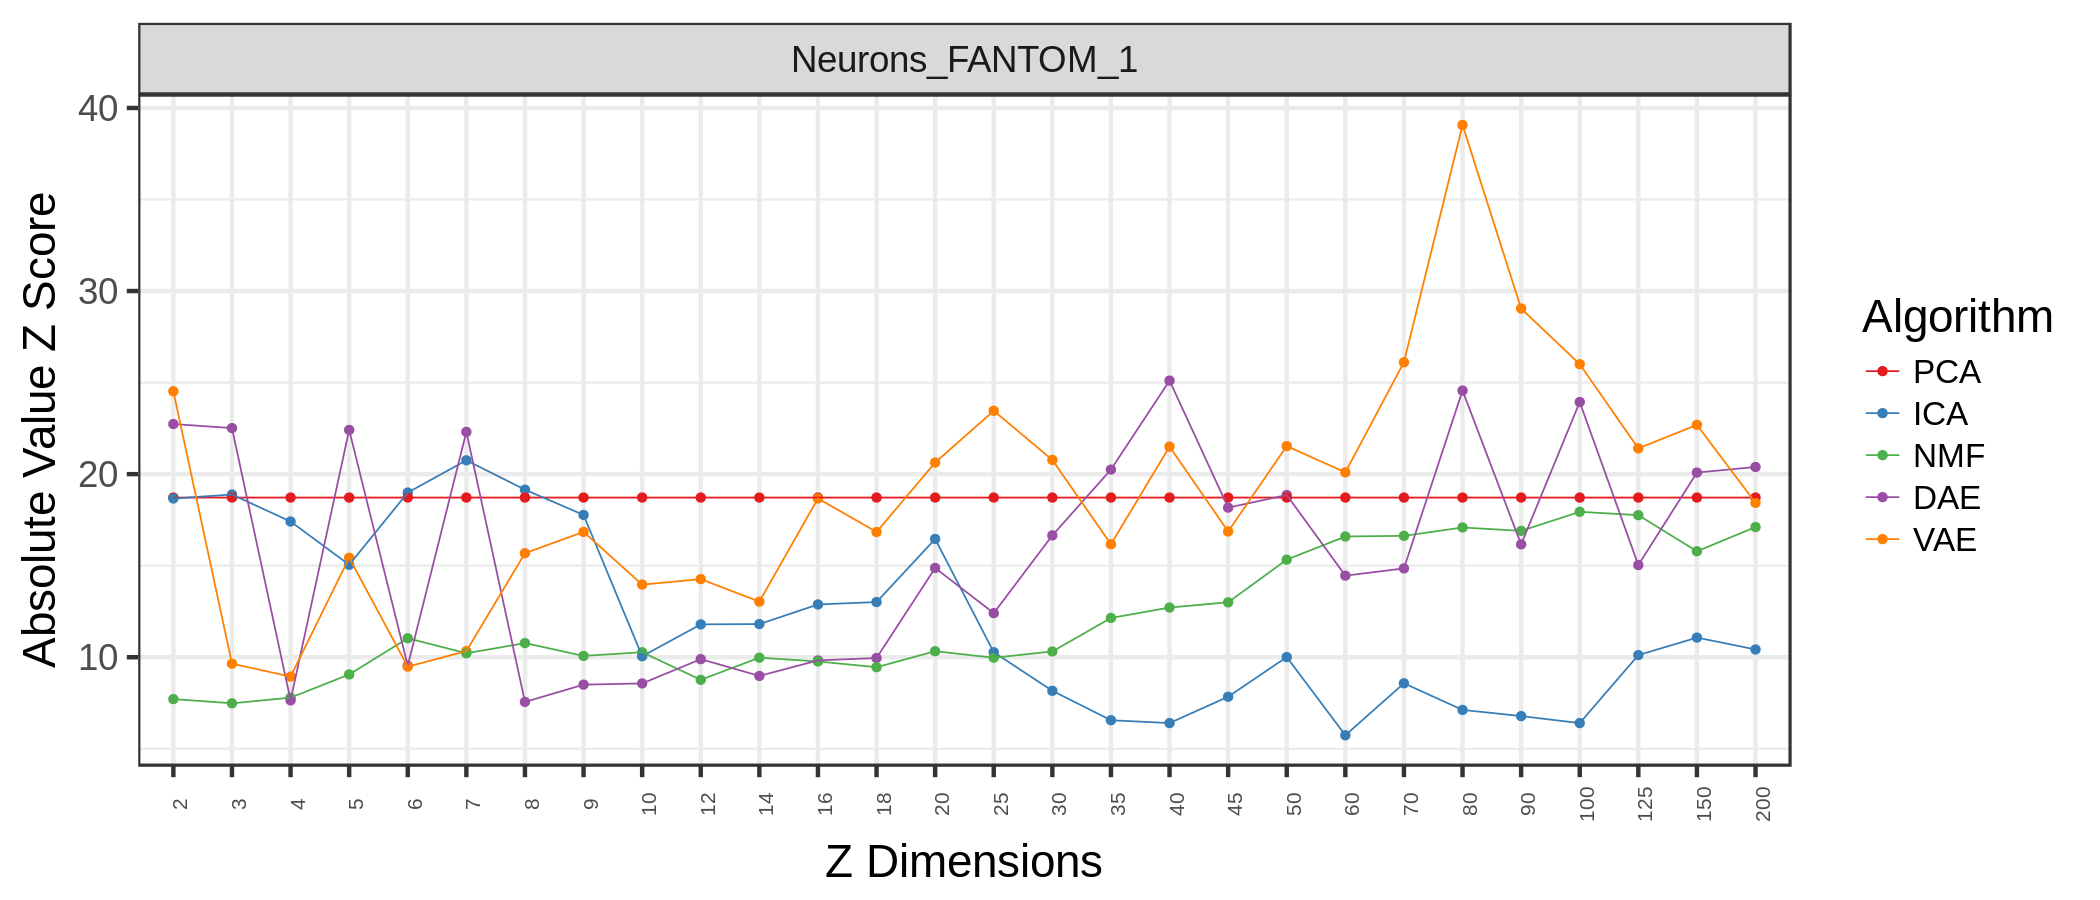 Neurons_FANTOM_1
40
30
20
10
Absolute Value Z Score
2 3 4 5 6 7 8 9 10 12 14 16 18 20 25 30 35 40 45 50 60 70 80 90 100 125 150 200
Z Dimensions
Algorithm
PCA
ICA
NMF
DAE
VAE